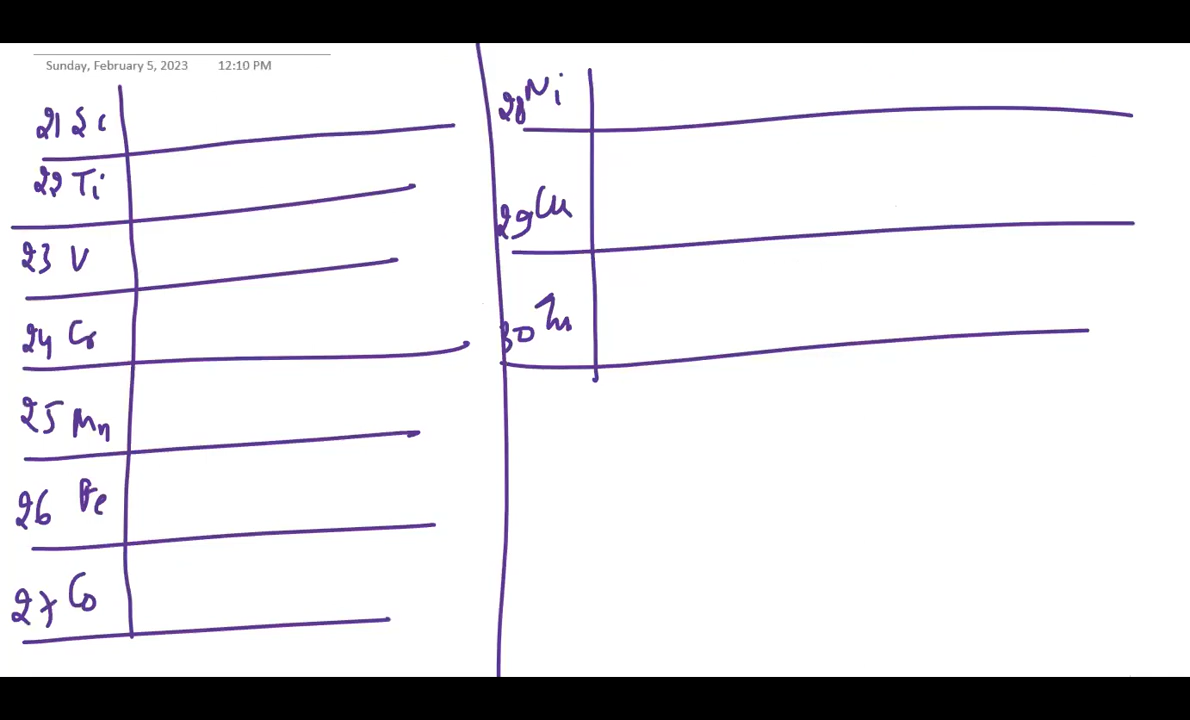 Sunday, February 5, 2023 12:10 PM
21 Sc
22 Ti
23 V
24 Cr
25 Mn
26 Fe
27 Co
28 Ni
29 Cu
30 Zn